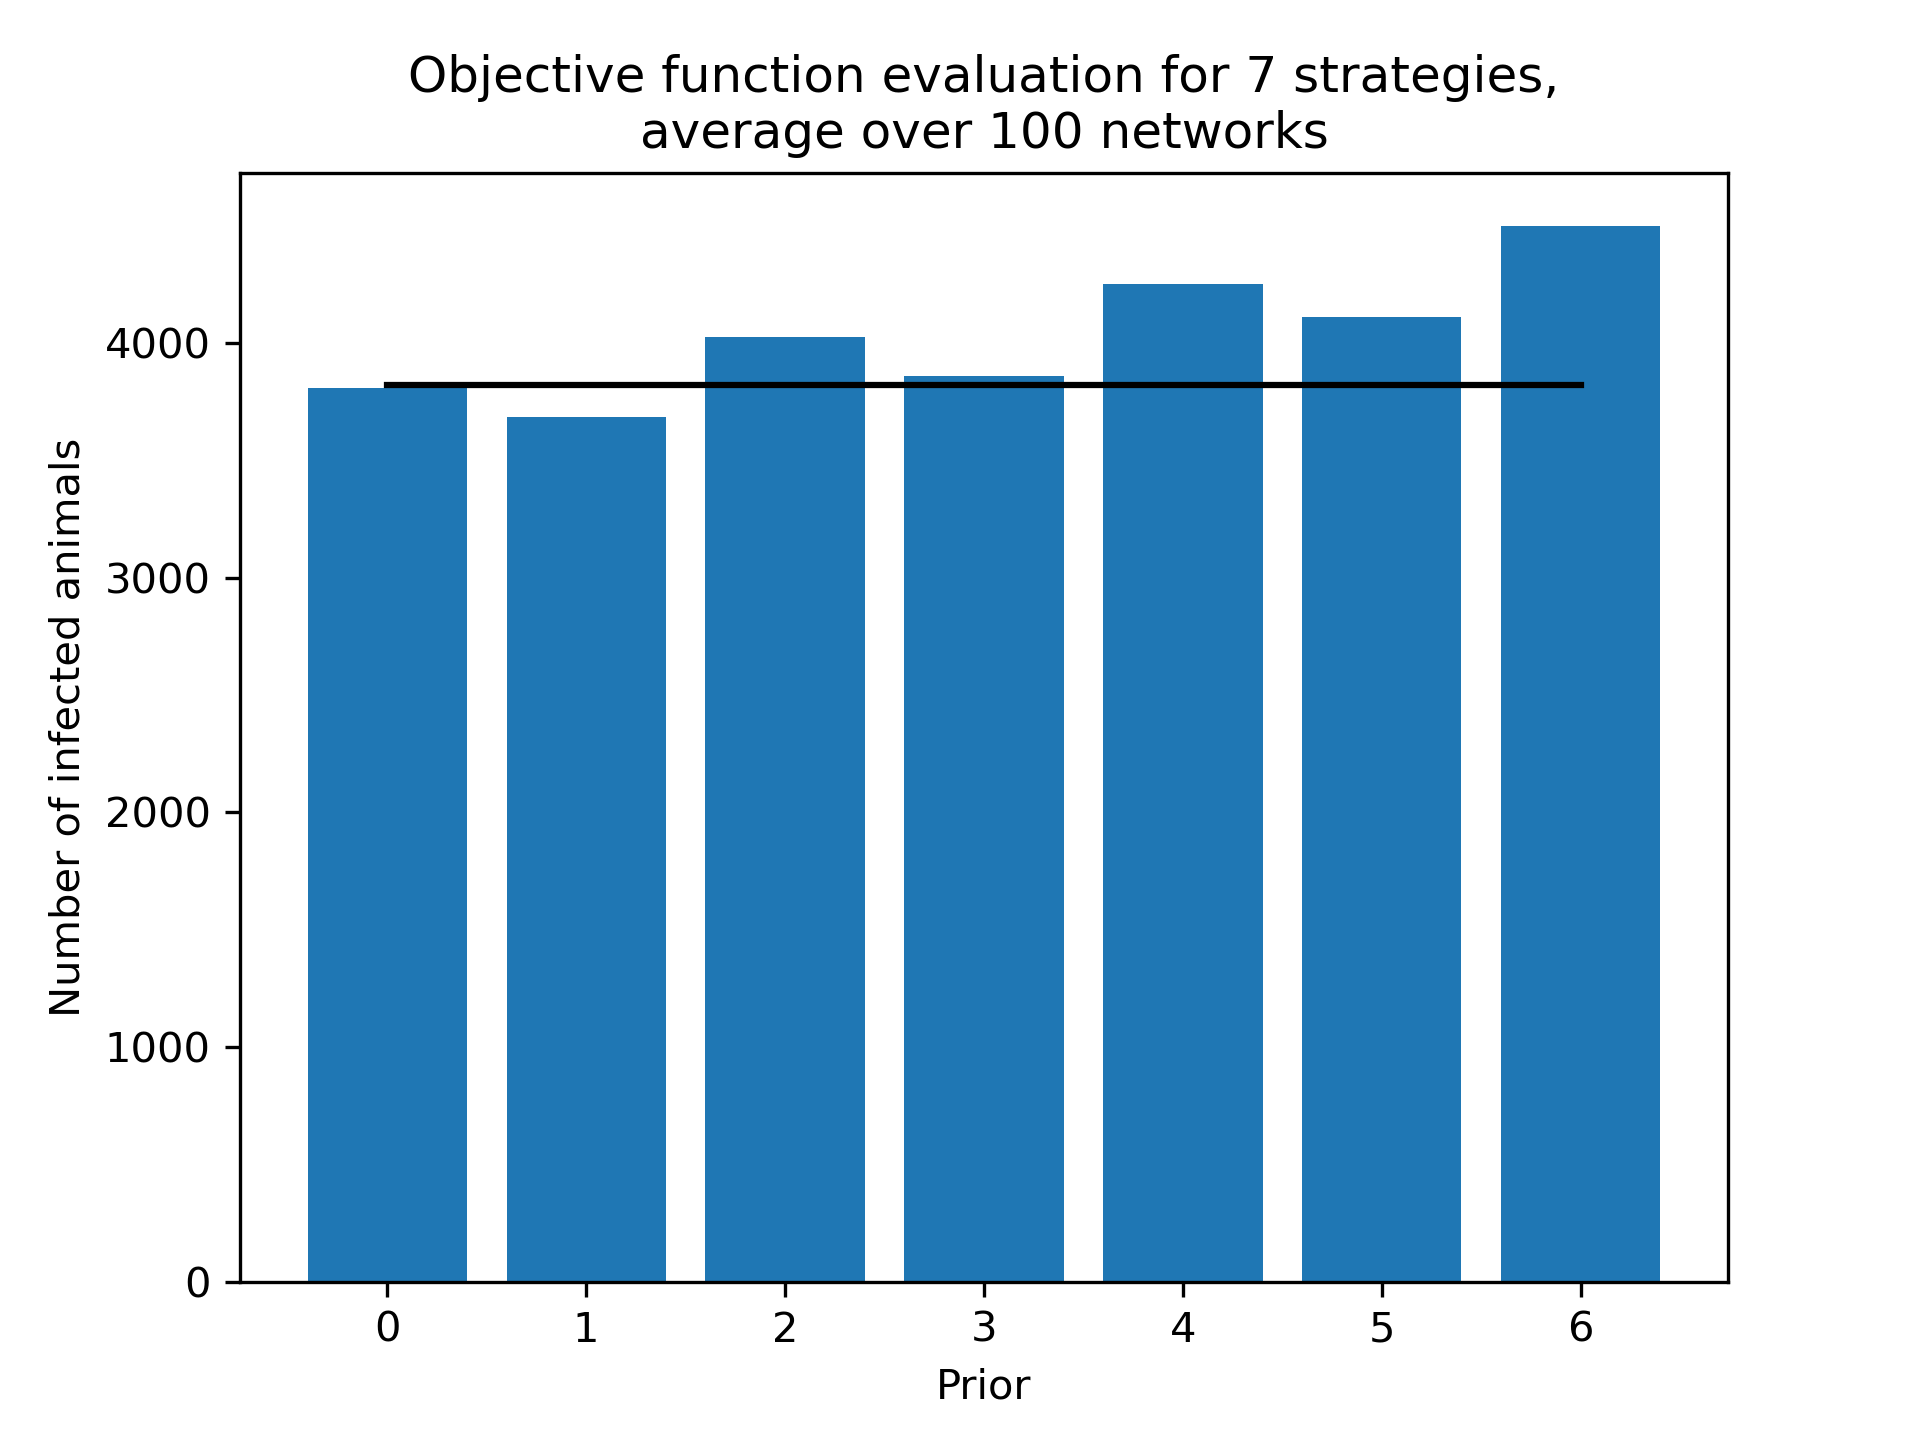 Objective function evaluation for 7 strategies,
average over 100 networks
Number of infected animals
4000
3000
2000
1000
0
0 1 2 3 4 5 6
Prior